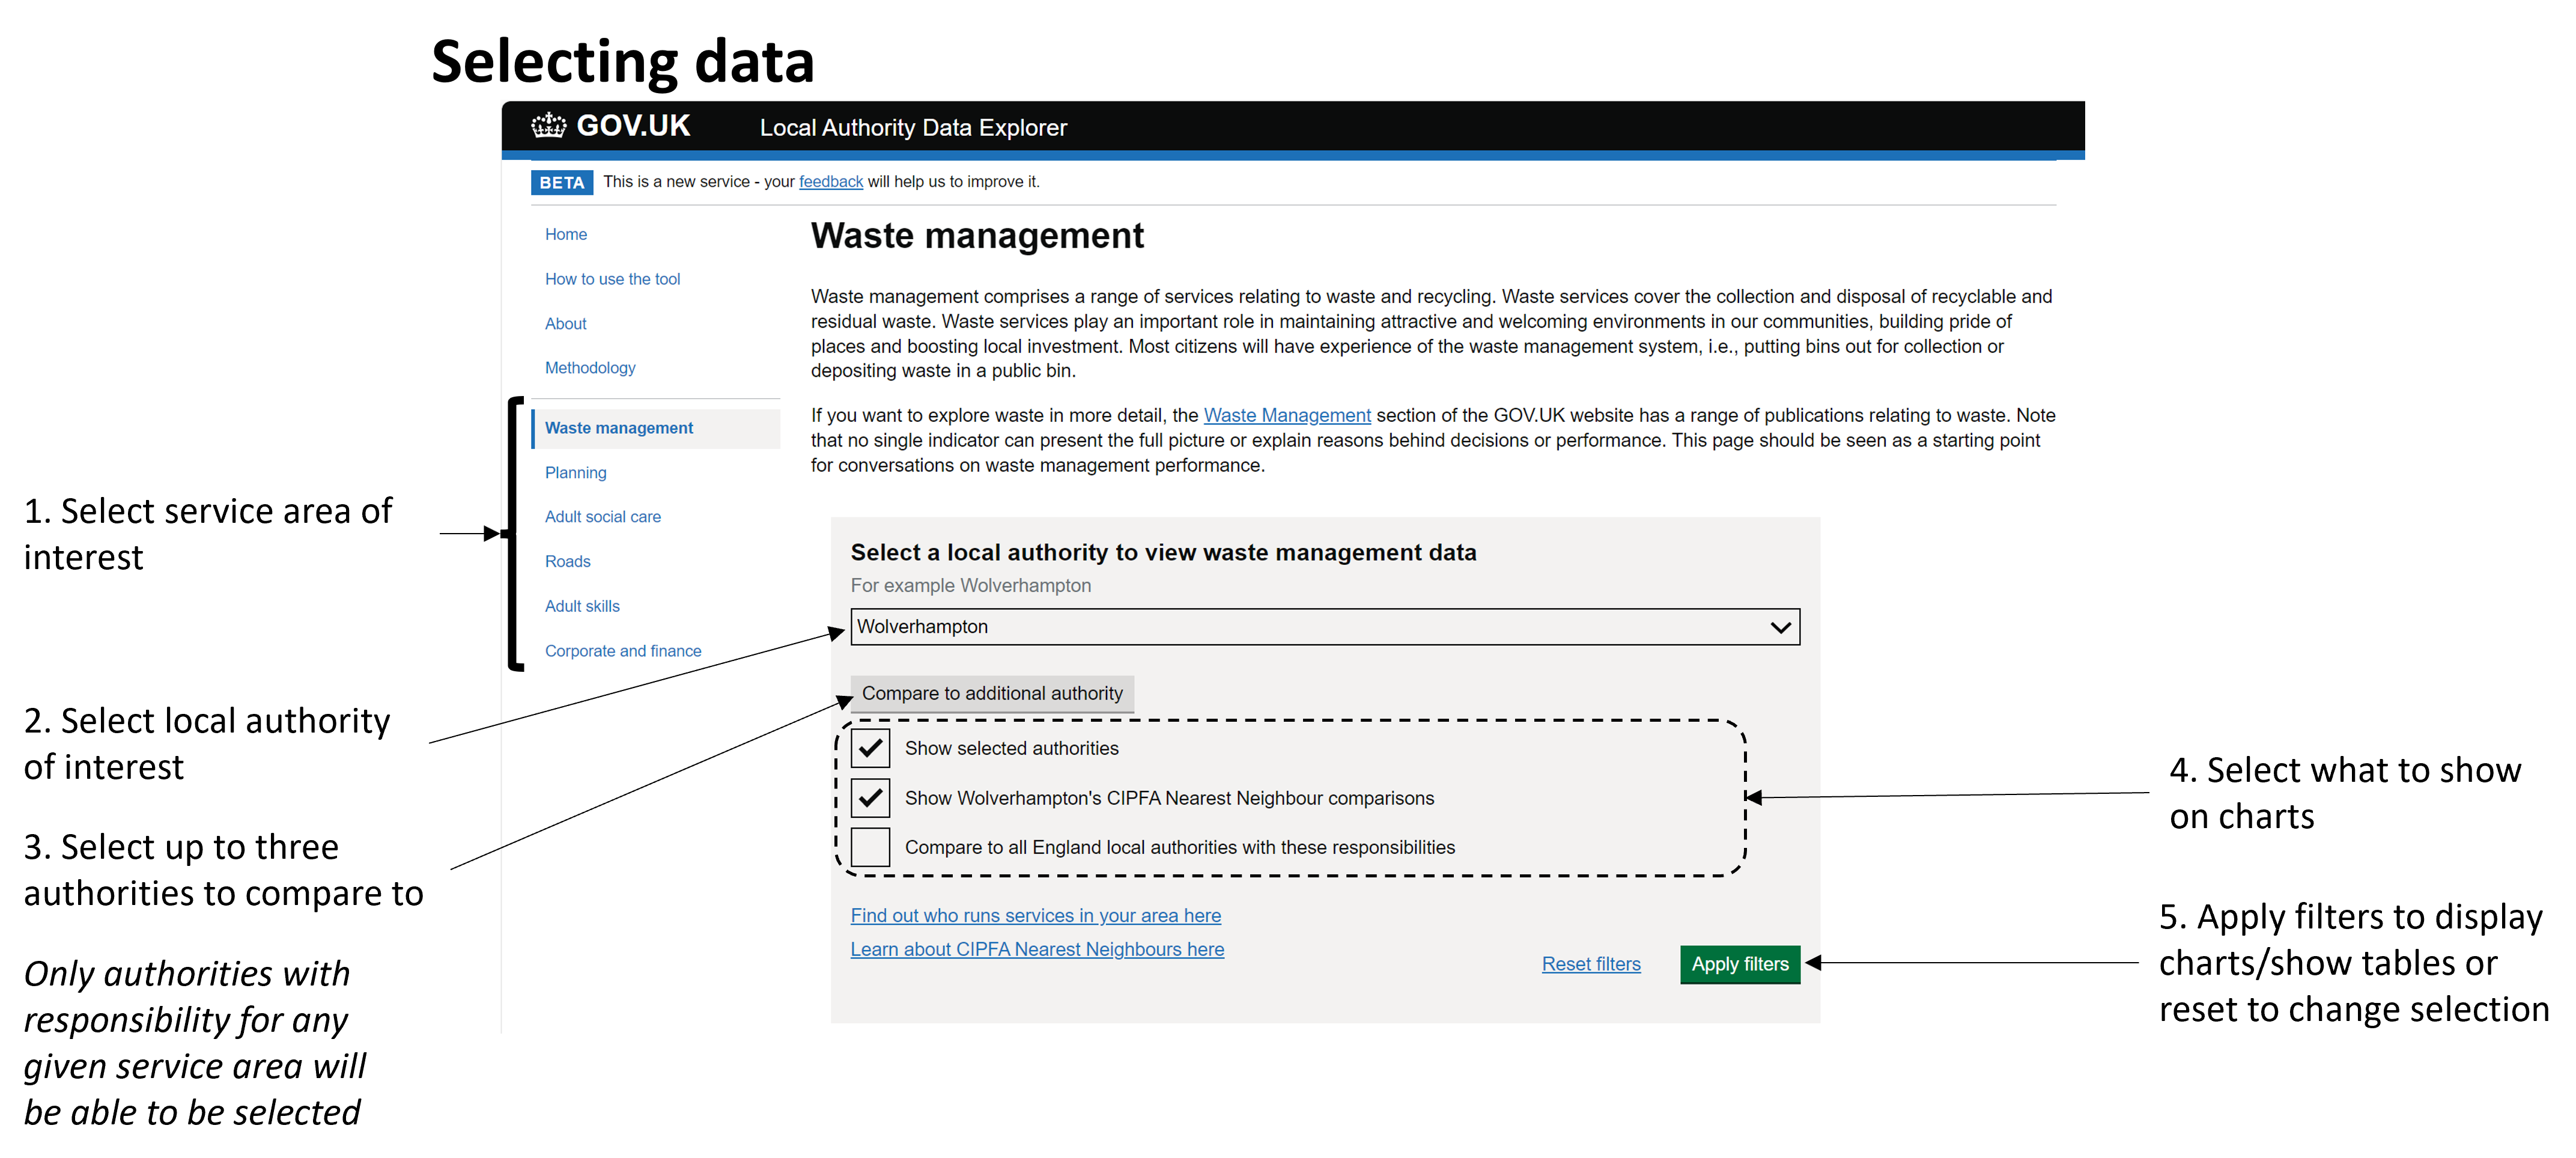 Selecting data
GOV.UK
Local Authority Data Explorer
BETA
This is a new service - your feedback will help us to improve it.
Home
How to use the tool
About
Methodology
Waste management
Planning
Adult social care
Roads
Adult skills
Corporate and finance
Waste management
Waste management comprises a range of services relating to waste and recycling. Waste services cover the collection and disposal of recyclable and
residual waste. Waste services play an important role in maintaining attractive and welcoming environments in our communities, building pride of
places and boosting local investment. Most citizens will have experience of the waste management system, i.e., putting bins out for collection or
depositing waste in a public bin.
If you want to explore waste in more detail, the Waste Management section of the GOV.UK website has a range of publications relating to waste. Note
that no single indicator can present the full picture or explain reasons behind decisions or performance. This page should be seen as a starting point
for conversations on waste management performance.
Select a local authority to view waste management data
For example Wolverhampton
Wolverhampton
Compare to additional authority
Show selected authorities
Show Wolverhampton's CIPFA Nearest Neighbour comparisons
Compare to all England local authorities with these responsibilities
Find out who runs services in your area here
Learn about CIPFA Nearest Neighbours here
Reset filters
Apply filters
1. Select service area of
interest
2. Select local authority
of interest
3. Select up to three
authorities to compare to
Only authorities with
responsibility for any
given service area will
be able to be selected
4. Select what to show
on charts
5. Apply filters to display
charts/show tables or
reset to change selection